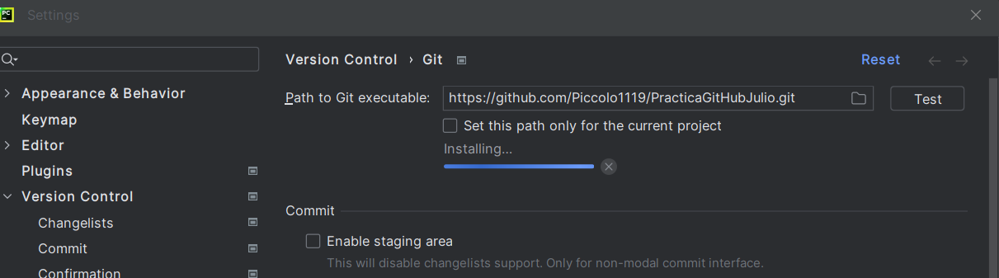 PC Settings
Version Control › Git Reset
Appearance & Behavior
Path to Git executable: https://github.com/Piccolo1119/PracticaGitHubJulio.git Test
Keymap
Set this path only for the current project
Editor
Installing...
Plugins
Version Control
Commit
Changelists
Commit
Enable staging area
This will disable changelists support. Only for non-modal commit interface.
Confirmation